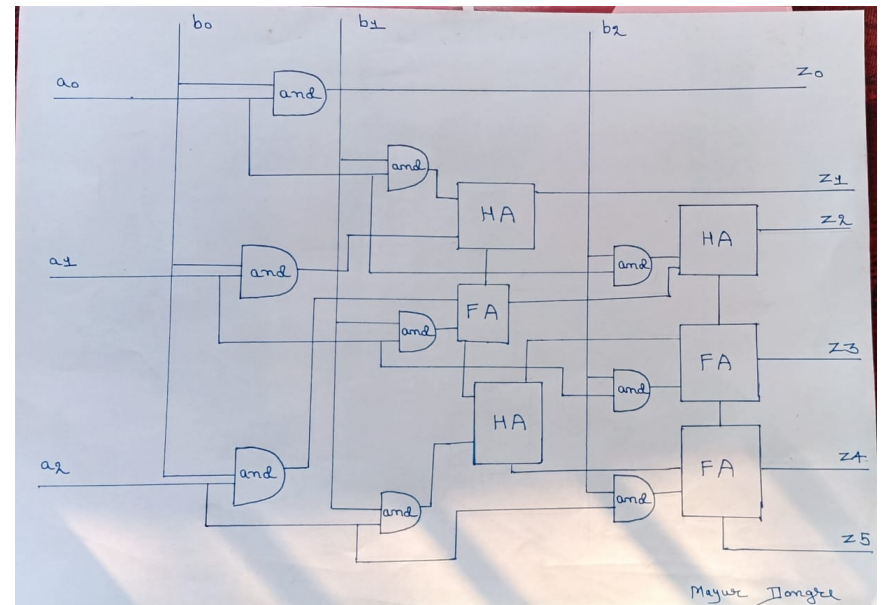 b0 b1 b2
a0 and z0
and z1
HA HA z2
a1 and and
FA
and
FA z3
and
HA
a2 and FA z4
and and
z5
Mayur Dongre